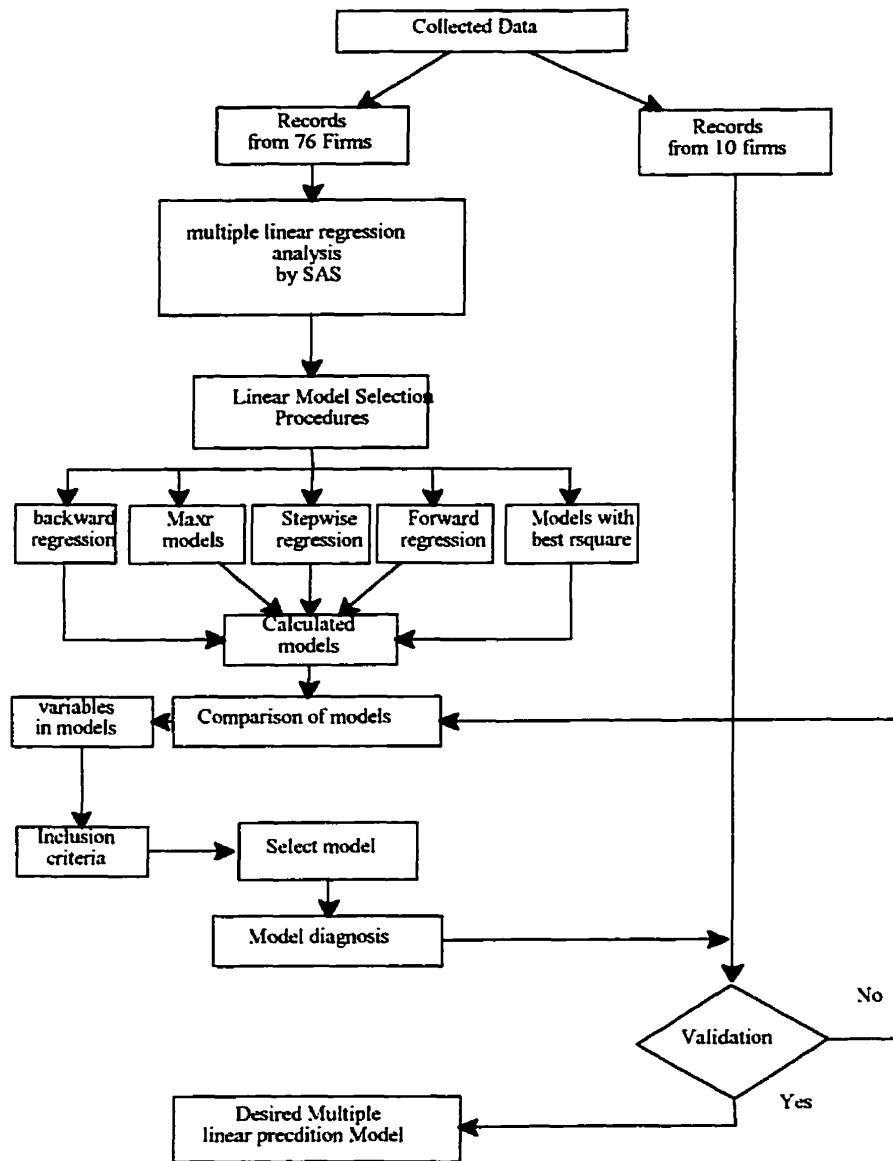 Collected Data
Records
from 76 Firms
Records
from 10 firms
multiple linear regression
analysis
by SAS
Linear Model Selection
Procedures
backward
regression
Maxr
models
Stepwise
regression
Forward
regression
Models with
best rsquare
Calculated
models
variables
in models
Comparison of models
Inclusion
criteria
Select model
Model diagnosis
No
Validation
Yes
Desired Multiple
linear precdition Model